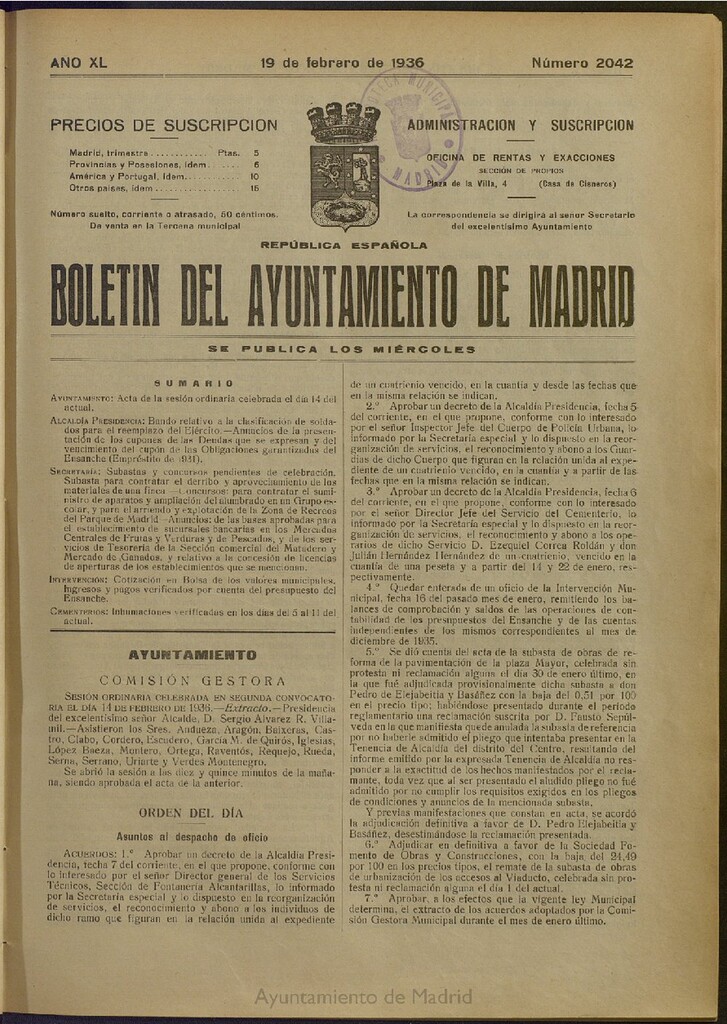 AÑO XL
19 de febrero de 1936
Número 2042
PRECIOS DE SUSCRIPCION
Madrid, trimestre ............ Ptas. 5
Provincias y Posesiones, ídem ...... 6
América y Portugal, ídem .......... 10
Otros países, ídem ................. 15
Número suelto, corriente o atrasado, 50 céntimos.
De venta en la Tercena municipal
ADMINISTRACION Y SUSCRIPCION
OFICINA DE RENTAS Y EXACCIONES
SECCIÓN DE PROPIOS
Plaza de la Villa, 4 (Casa de Cisneros)
La correspondencia se dirigirá al señor Secretario
del excelentísimo Ayuntamiento
REPÚBLICA ESPAÑOLA
BOLETIN DEL AYUNTAMIENTO DE MADRID
SE PUBLICA LOS MIÉRCOLES
SUMARIO
AYUNTAMIENTO: Acta de la sesión ordinaria celebrada el día 14 del
actual.
ALCALDÍA PRESIDENCIA: Bando relativo a la clasificación de solda-
dos para el reemplazo del Ejército.—Anuncios de la presen-
tación de los cupones de las Deudas que se expresan y del
vencimiento del cupón de las Obligaciones garantizadas del
Ensanche (Empréstito de 1931).
SECRETARÍA: Subastas y concursos pendientes de celebración.
Subasta para contratar el derribo y aprovechamiento de los
materiales de una finca.—Concursos: para contratar el sumi-
nistro de aparatos y ampliación del alumbrado en un Grupo es-
colar, y para el arriendo y explotación de la Zona de Recreos
del Parque de Madrid.—Anuncios: de las bases aprobadas para
el establecimiento de sucursales bancarias en los Mercados
Centrales de Frutas y Verduras y de Pescados, y de los servi-
cios de Tesorería de la Sección comercial del Matadero y
Mercado de Ganados, y relativo a la concesión de licencias
de aperturas de los establecimientos que se mencionan.
INTERVENCIÓN: Cotización en Bolsa de los valores municipales.
Ingresos y pagos verificados por cuenta del presupuesto del
Ensanche.
CEMENTERIOS: Inhumaciones verificadas en los días del 5 al 11 del
actual.
AYUNTAMIENTO
COMISIÓN GESTORA
SESIÓN ORDINARIA CELEBRADA EN SEGUNDA CONVOCATO-
RIA EL DÍA 14 DE FEBRERO DE 1936.—Extracto.—Presidencia
del excelentísimo señor Alcalde, D. Sergio Alvarez R. Villa-
mil.—Asistieron los Sres. Andueza, Aragón, Baixeras, Cas-
tro, Clabo, Cordero, Escudero, García M. de Quirós, Iglesias,
López Baeza, Montero, Ortega, Raventós, Requejo, Rueda,
Serna, Serrano, Uriarte y Verdes Montenegro.
Se abrió la sesión a las diez y quince minutos de la maña-
na, siendo aprobada el acta de la anterior.
ORDEN DEL DÍA
Asuntos al despacho de oficio
ACUERDOS: 1.º Aprobar un decreto de la Alcaldía Presi-
dencia, fecha 7 del corriente, en el que propone, conforme con
lo interesado por el señor Director general de los Servicios
Técnicos, Sección de Fontanería Alcantarillas, lo informado
por la Secretaría especial y lo dispuesto en la reorganización
de servicios, el reconocimiento y abono a los individuos de
dicho ramo que figuran en la relación unida al expediente
de un cuatrienio vencido, en la cuantía y desde las fechas que
en la misma relación se indican.
2.º Aprobar un decreto de la Alcaldía Presidencia, fecha 5
del corriente, en el que propone, conforme con lo interesado
por el señor Inspector Jefe del Cuerpo de Policía Urbana, lo
informado por la Secretaría especial y lo dispuesto en la reor-
ganización de servicios, el reconocimiento y abono a los Guar-
dias de dicho Cuerpo que figuran en la relación unida al expe-
diente de un cuatrienio vencido, en la cuantía y a partir de las
fechas que en la misma relación se indican.
3.º Aprobar un decreto de la Alcaldía Presidencia, fecha 6
del corriente, en el que propone, conforme con lo interesado
por el señor Director Jefe del Servicio del Cementerio, lo
informado por la Secretaría especial y lo dispuesto en la reor-
ganización de servicios, el reconocimiento y abono a los ope-
rarios de dicho Servicio D. Ezequiel Correa Roldán y don
Julián Hernández Hernández de un cuatrienio, vencido en la
cuantía de una peseta y a partir del 14 y 22 de enero, res-
pectivamente.
4.º Quedar enterada de un oficio de la Intervención Mu-
nicipal, fecha 16 del pasado mes de enero, remitiendo los ba-
lances de comprobación y saldos de las operaciones de con-
tabilidad de los presupuestos del Ensanche y de las cuentas
independientes de los mismos correspondientes al mes de
diciembre de 1935.
5.º Se dió cuenta del acta de la subasta de obras de re-
forma de la pavimentación de la plaza Mayor, celebrada sin
protesta ni reclamación alguna el día 30 de enero último, en
la que fué adjudicada provisionalmente dicha subasta a don
Pedro de Elejabeitia y Basáñez con la baja del 0,51 por 100
en el precio tipo; habiéndose presentado durante el período
reglamentario una reclamación suscrita por D. Fausto Sepúl-
veda en la que manifiesta quede anulada la subasta de referencia
por no haberle admitido el pliego que intentaba presentar en la
Tenencia de Alcaldía del distrito del Centro, resultando del
informe emitido por la expresada Tenencia de Alcaldía no res-
ponder a la exactitud de los hechos manifestados por el recla-
mante, toda vez que al ser presentado el aludido pliego no fué
admitido por no cumplir los requisitos exigidos en los pliegos
de condiciones y anuncios de la mencionada subasta.
Y previas manifestaciones que constan en acta, se acordó
la adjudicación definitiva a favor de D. Pedro Elejabeitia y
Basáñez, desestimándose la reclamación presentada.
6.º Adjudicar en definitiva a favor de la Sociedad Fo-
mento de Obras y Construcciones, con la baja del 24,49
por 100 en los precios tipos, el remate de la subasta de obras
de urbanización de los accesos al Viaducto, celebrada sin pro-
testa ni reclamación alguna el día 1 del actual.
7.º Aprobar, a los efectos que la vigente ley Municipal
determina, el extracto de los acuerdos adoptados por la Comi-
sión Gestora Municipal durante el mes de enero último.
Ayuntamiento de Madrid